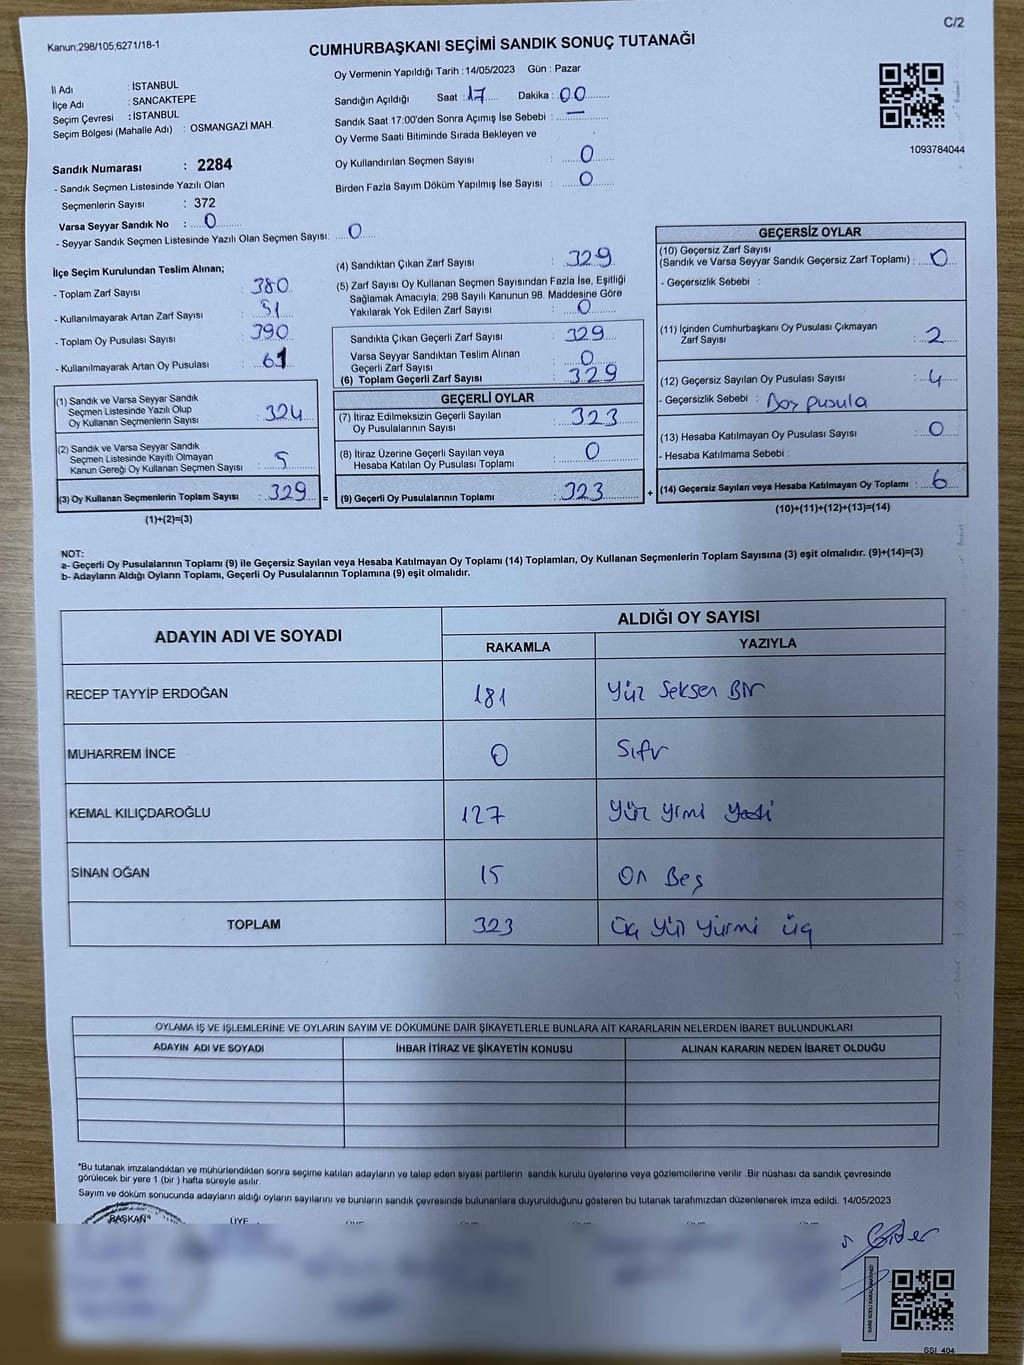 Kanun;298/105,6271/18-1
C/2
CUMHURBAŞKANI SEÇİMİ SANDIK SONUÇ TUTANAĞI
İl Adı : İSTANBUL
İlçe Adı : SANCAKTEPE
Seçim Çevresi : İSTANBUL
Seçim Bölgesi (Mahalle Adı) : OSMANGAZİ MAH.
Oy Vermenin Yapıldığı Tarih : 14/05/2023 Gün : Pazar
Sandığın Açıldığı Saat : 17 Dakika : 00
Sandık Saat 17:00'den Sonra Açımış İse Sebebi : —
Oy Verme Saati Bitiminde Sırada Bekleyen ve
Oy Kullandırılan Seçmen Sayısı : 0
Birden Fazla Sayım Döküm Yapılmış İse Sayısı : 0
1093784044
Sandık Numarası : 2284
- Sandık Seçmen Listesinde Yazılı Olan
Seçmenlerin Sayısı : 372
Varsa Seyyar Sandık No : 0
- Seyyar Sandık Seçmen Listesinde Yazılı Olan Seçmen Sayısı: 0
İlçe Seçim Kurulundan Teslim Alınan;
- Toplam Zarf Sayısı : 380
- Kullanılmayarak Artan Zarf Sayısı : 51
- Toplam Oy Pusulası Sayısı : 390
- Kullanılmayarak Artan Oy Pusulası : 61
(1) Sandık ve Varsa Seyyar Sandık
Seçmen Listesinde Yazılı Olup
Oy Kullanan Seçmenlerin Sayısı : 324
(2) Sandık ve Varsa Seyyar Sandık
Seçmen Listesinde Kayıtlı Olmayan
Kanun Gereği Oy Kullanan Seçmen Sayısı : 5
(3) Oy Kullanan Seçmenlerin Toplam Sayısı : 329 =
(1)+(2)=(3)
(4) Sandıktan Çıkan Zarf Sayısı : 329
(5) Zarf Sayısı Oy Kullanan Seçmen Sayısından Fazla İse, Eşitliği
Sağlamak Amacıyla; 298 Sayılı Kanunun 98. Maddesine Göre
Yakılarak Yok Edilen Zarf Sayısı : 0
Sandıkta Çıkan Geçerli Zarf Sayısı : 329
Varsa Seyyar Sandıktan Teslim Alınan
Geçerli Zarf Sayısı : 0
(6) Toplam Geçerli Zarf Sayısı : 329
GEÇERLİ OYLAR
(7) İtiraz Edilmeksizin Geçerli Sayılan
Oy Pusulalarının Sayısı : 323
(8) İtiraz Üzerine Geçerli Sayılan veya
Hesaba Katılan Oy Pusulası Toplamı : 0
(9) Geçerli Oy Pusulalarının Toplamı : 323 +
GEÇERSİZ OYLAR
(10) Geçersiz Zarf Sayısı
(Sandık ve Varsa Seyyar Sandık Geçersiz Zarf Toplamı) : 0
- Geçersizlik Sebebi :
(11) İçinden Cumhurbaşkanı Oy Pusulası Çıkmayan
Zarf Sayısı : 2
(12) Geçersiz Sayılan Oy Pusulası Sayısı : 4
- Geçersizlik Sebebi : Boş pusula
(13) Hesaba Katılmayan Oy Pusulası Sayısı : 0
- Hesaba Katılmama Sebebi :
(14) Geçersiz Sayılan veya Hesaba Katılmayan Oy Toplamı : 6
(10)+(11)+(12)+(13)=(14)
NOT:
a- Geçerli Oy Pusulalarının Toplamı (9) ile Geçersiz Sayılan veya Hesaba Katılmayan Oy Toplamı (14) Toplamları, Oy Kullanan Seçmenlerin Toplam Sayısına (3) eşit olmalıdır. (9)+(14)=(3)
b- Adayların Aldığı Oyların Toplamı, Geçerli Oy Pusulalarının Toplamına (9) eşit olmalıdır.
ADAYIN ADI VE SOYADI
ALDIĞI OY SAYISI
RAKAMLA YAZIYLA
RECEP TAYYİP ERDOĞAN 181 Yüz Seksen Bir
MUHARREM İNCE 0 Sıfır
KEMAL KILIÇDAROĞLU 127 Yüz yirmi yedi
SİNAN OĞAN 15 On Beş
TOPLAM 323 Üç yüz yirmi üç
OYLAMA İŞ VE İŞLEMLERİNE VE OYLARIN SAYIM VE DÖKÜMÜNE DAİR ŞİKAYETLERLE BUNLARA AİT KARARLARIN NELERDEN İBARET BULUNDUKLARI
ADAYIN ADI VE SOYADI İHBAR İTİRAZ VE ŞİKAYETİN KONUSU ALINAN KARARIN NEDEN İBARET OLDUĞU
*Bu tutanak imzalandıktan ve mühürlendikten sonra seçime katılan adayların ve talep eden siyasi partilerin sandık kurulu üyelerine veya gözlemcilerine verilir .Bir nüshası da sandık çevresinde
görülecek bir yere 1 (bir ) hafta süreyle asılır.
Sayım ve döküm sonucunda adayların aldığı oyların sayılarını ve bunların sandık çevresinde bulunanlara duyurulduğunu gösteren bu tutanak tarafımızdan düzenlenerek imza edildi. 14/05/2023
BAŞKAN ÜYE
SSI_404